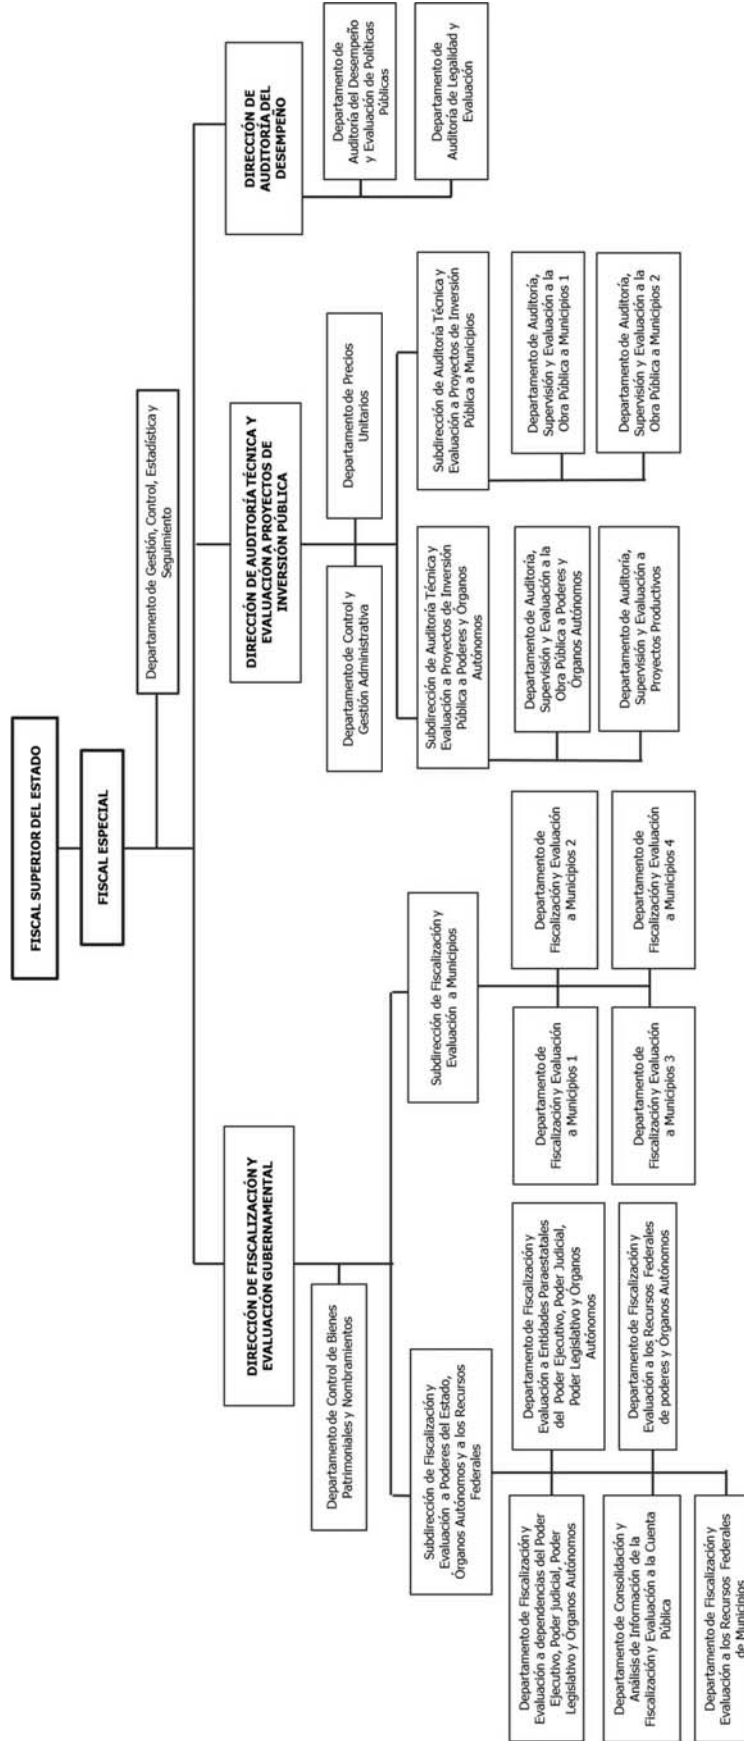 FISCAL SUPERIOR DEL ESTADO
FISCAL ESPECIAL
Departamento de Gestión, Control, Estadística y
Seguimiento
DIRECCIÓN DE FISCALIZACIÓN Y
EVALUACIÓN GUBERNAMENTAL
Departamento de Control de Bienes
Patrimoniales y Nombramientos
Subdirección de Fiscalización y
Evaluación a Poderes del Estado,
Órganos Autónomos y a los Recursos
Federales
Departamento de Fiscalización y
Evaluación a dependencias del Poder
Ejecutivo, Poder Judicial, Poder
Legislativo y Órganos Autónomos
Departamento de Fiscalización y
Evaluación a Entidades Paraestatales
del Poder Ejecutivo, Poder Judicial,
Poder Legislativo y Órganos
Autónomos
Departamento de Consolidación y
Análisis de Información de la
Fiscalización y Evaluación a la Cuenta
Pública
Departamento de Fiscalización y
Evaluación a los Recursos Federales
de poderes y Órganos Autónomos
Departamento de Fiscalización y
Evaluación a los Recursos Federales
de Municipios
Subdirección de Fiscalización y
Evaluación a Municipios
Departamento de
Fiscalización y Evaluación
a Municipios 1
Departamento de
Fiscalización y Evaluación
a Municipios 2
Departamento de
Fiscalización y Evaluación
a Municipios 3
Departamento de
Fiscalización y Evaluación
a Municipios 4
DIRECCIÓN DE AUDITORÍA TÉCNICA Y
EVALUACIÓN A PROYECTOS DE
INVERSIÓN PÚBLICA
Departamento de Control y
Gestión Administrativa
Departamento de Precios
Unitarios
Subdirección de Auditoría Técnica y
Evaluación a Proyectos de Inversión
Pública a Poderes y Órganos
Autónomos
Departamento de Auditoría,
Supervisión y Evaluación a la
Obra Pública a Poderes y
Órganos Autónomos
Departamento de Auditoría,
Supervisión y Evaluación a
Proyectos Productivos
Subdirección de Auditoría Técnica y
Evaluación a Proyectos de Inversión
Pública a Municipios
Departamento de Auditoría,
Supervisión y Evaluación a la
Obra Pública a Municipios 1
Departamento de Auditoría,
Supervisión y Evaluación a la
Obra Pública a Municipios 2
DIRECCIÓN DE
AUDITORÍA DEL
DESEMPEÑO
Departamento de
Auditoría del Desempeño
y Evaluación de Políticas
Públicas
Departamento de
Auditoría de Legalidad y
Evaluación